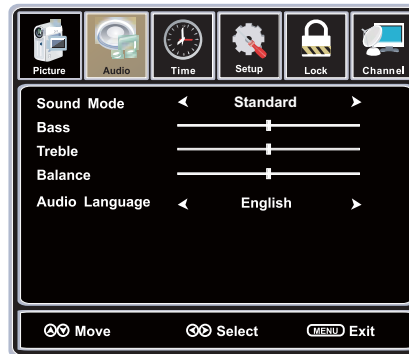 Picture Audio Time Setup Lock Channel
Sound Mode Standard
Bass
Treble
Balance
Audio Language English
Move Select MENU Exit